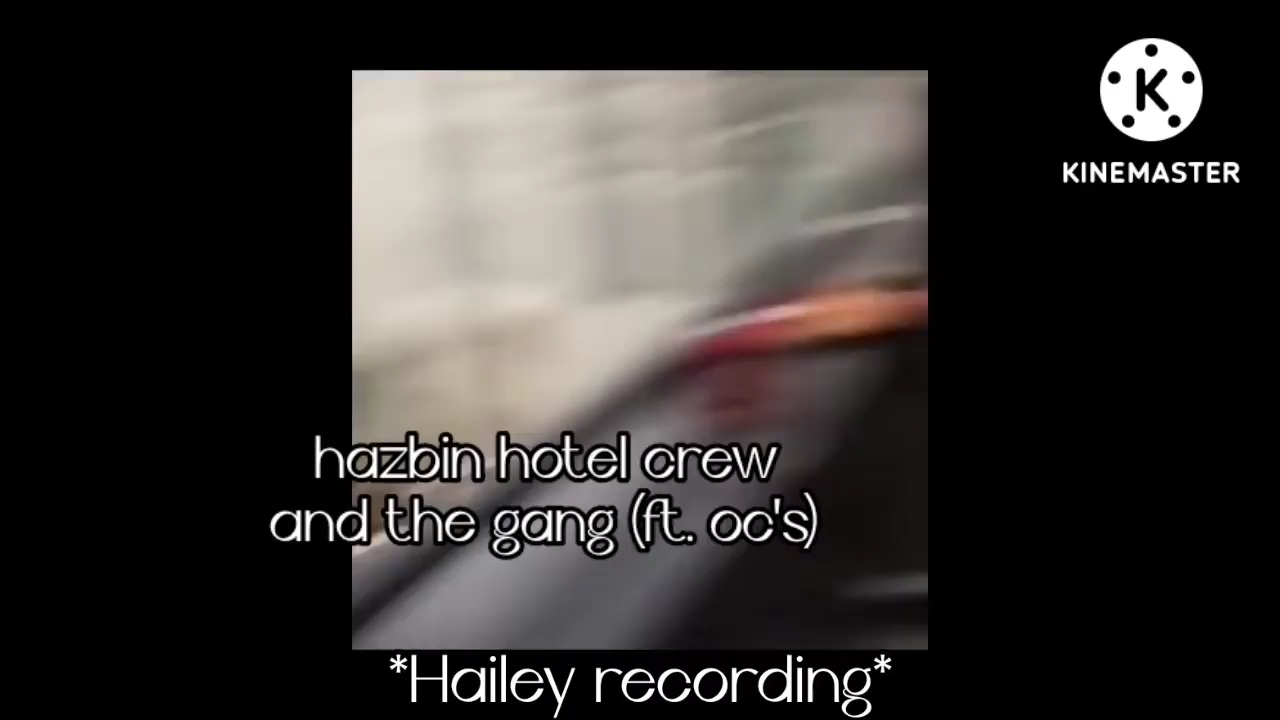 K
KINEMASTER
hazbin hotel crew
and the gang (ft. oc's)
*Hailey recording*